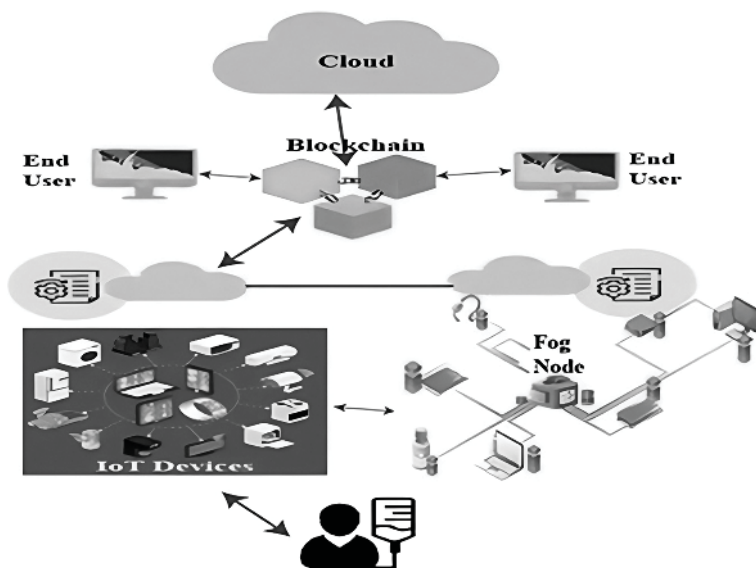 Cloud
Blockchain
End
User
End
User
Fog
Node
IoT Devices